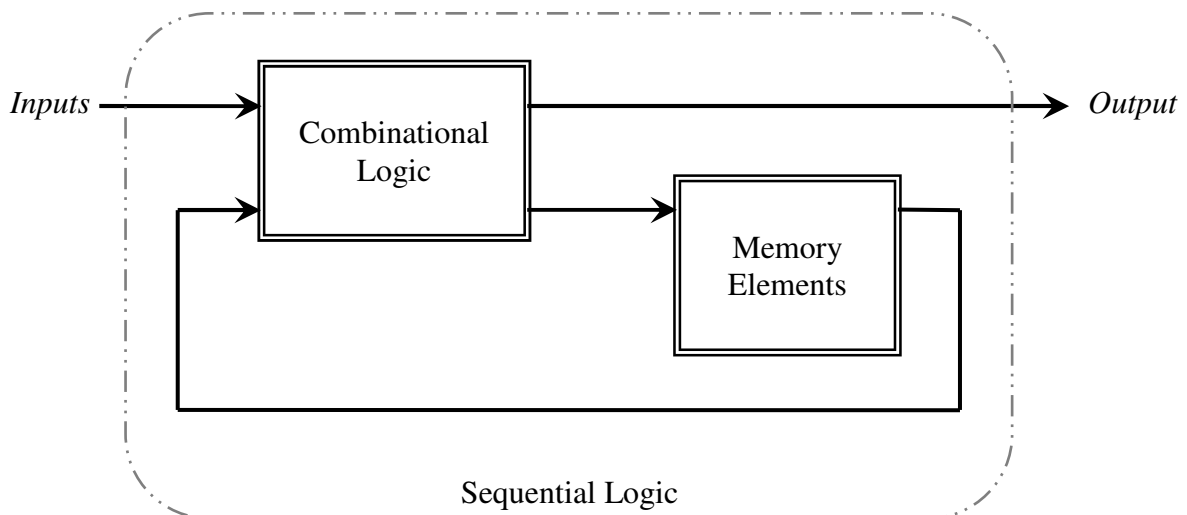 Inputs
Output
Combinational
Logic
Memory
Elements
Sequential Logic